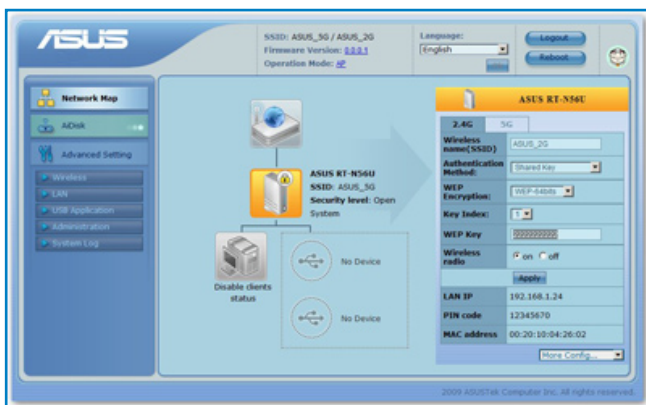 ASUS
SSID: ASUS_5G / ASUS_2G
Firmware Version: 0.0.0.1
Operation Mode: AP
Language:
English
Logout
Reboot
Network Map
AiDisk
Advanced Setting
Wireless
LAN
USB Application
Administration
System Log
ASUS RT-N56U
SSID: ASUS_5G
Security level: Open
System
Disable clients
status
No Device
No Device
ASUS RT-N56U
2.4G 5G
Wireless
name(SSID) ASUS_2G
Authentication
Method: Shared Key
WEP
Encryption: WEP-64bits
Key Index: 1
WEP Key
Wireless
radio on off
Apply
LAN IP 192.168.1.24
PIN code 12345670
MAC address 00:20:10:04:26:02
More Config...
2009 ASUSTek Computer Inc. All rights reserved.